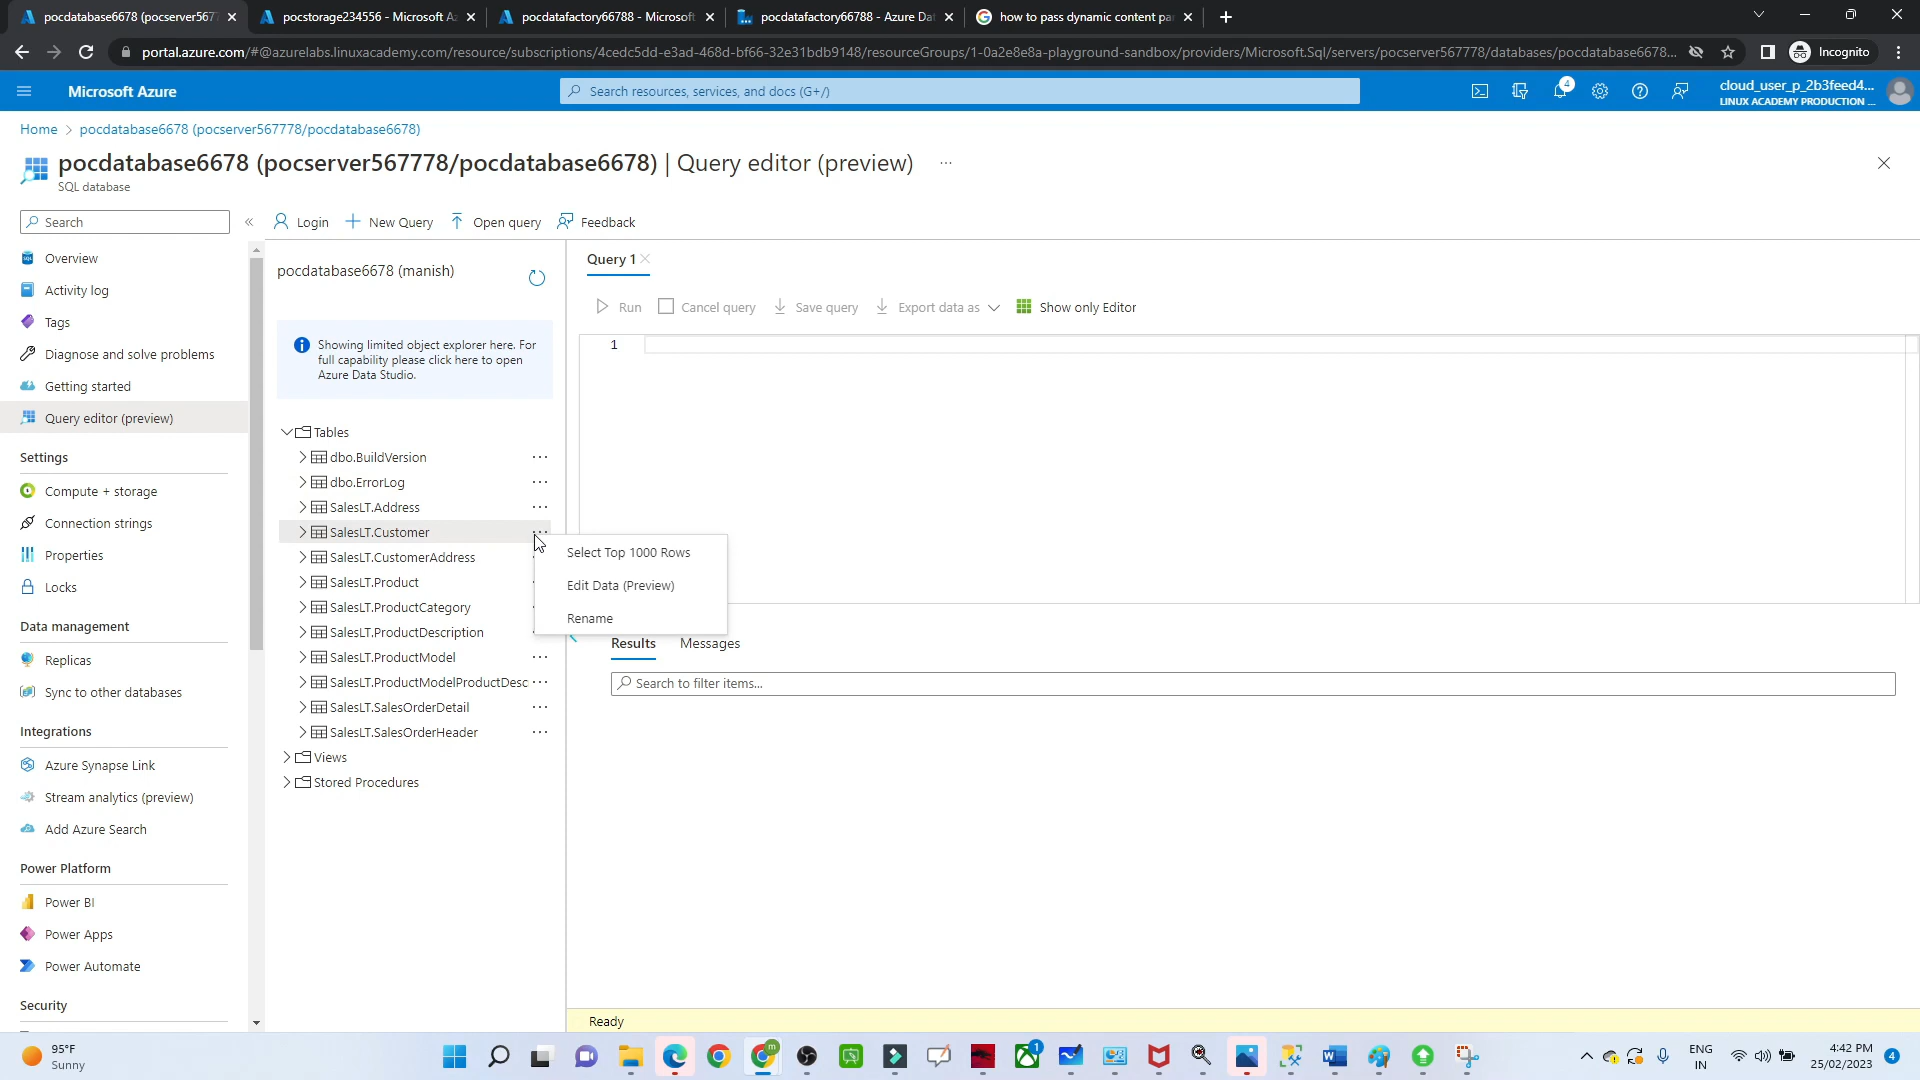 pocdatabase6678 (pocserver567
pocstorage234556 - Microsoft Az
pocdatafactory66788 - Microsoft
pocdatafactory66788 - Azure Dat
how to pass dynamic content pa
portal.azure.com/#@azurelabs.linuxacademy.com/resource/subscriptions/4cedc5dd-e3ad-468d-bf66-32e31bdb9148/resourceGroups/1-0a2e8e8a-playground-sandbox/providers/Microsoft.Sql/servers/pocserver567778/databases/pocdatabase6678...
Incognito
Microsoft Azure
Search resources, services, and docs (G+/)
4
cloud_user_p_2b3feed4...
LINUX ACADEMY PRODUCTION ...
Home
pocdatabase6678 (pocserver567778/pocdatabase6678)
pocdatabase6678 (pocserver567778/pocdatabase6678) | Query editor (preview) ...
SQL database
Search
Login
New Query
Open query
Feedback
Overview
Activity log
Tags
Diagnose and solve problems
Getting started
Query editor (preview)
Settings
Compute + storage
Connection strings
Properties
Locks
Data management
Replicas
Sync to other databases
Integrations
Azure Synapse Link
Stream analytics (preview)
Add Azure Search
Power Platform
Power BI
Power Apps
Power Automate
Security
pocdatabase6678 (manish)
Showing limited object explorer here. For
full capability please click here to open
Azure Data Studio.
Tables
dbo.BuildVersion
dbo.ErrorLog
SalesLT.Address
SalesLT.Customer
SalesLT.CustomerAddress
SalesLT.Product
SalesLT.ProductCategory
SalesLT.ProductDescription
SalesLT.ProductModel
SalesLT.ProductModelProductDesc
SalesLT.SalesOrderDetail
SalesLT.SalesOrderHeader
Views
Stored Procedures
Select Top 1000 Rows
Edit Data (Preview)
Rename
Query 1
Run
Cancel query
Save query
Export data as
Show only Editor
1
Results
Messages
Search to filter items...
Ready
95°F
Sunny
m
1
ENG
IN
4:42 PM
25/02/2023
4